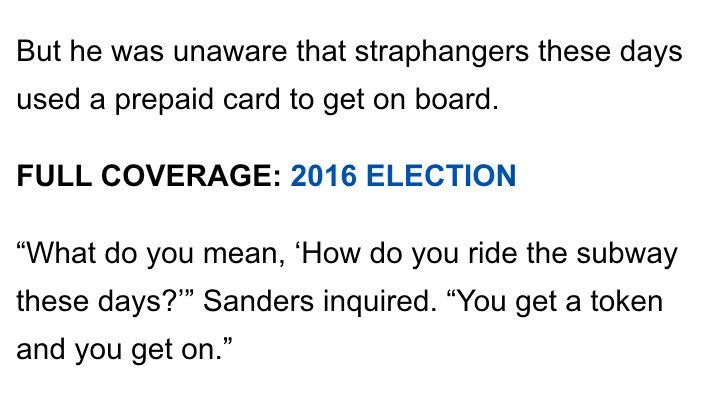 But he was unaware that straphangers these days
used a prepaid card to get on board.
FULL COVERAGE: 2016 ELECTION
“What do you mean, ‘How do you ride the subway
these days?’” Sanders inquired. “You get a token
and you get on.”